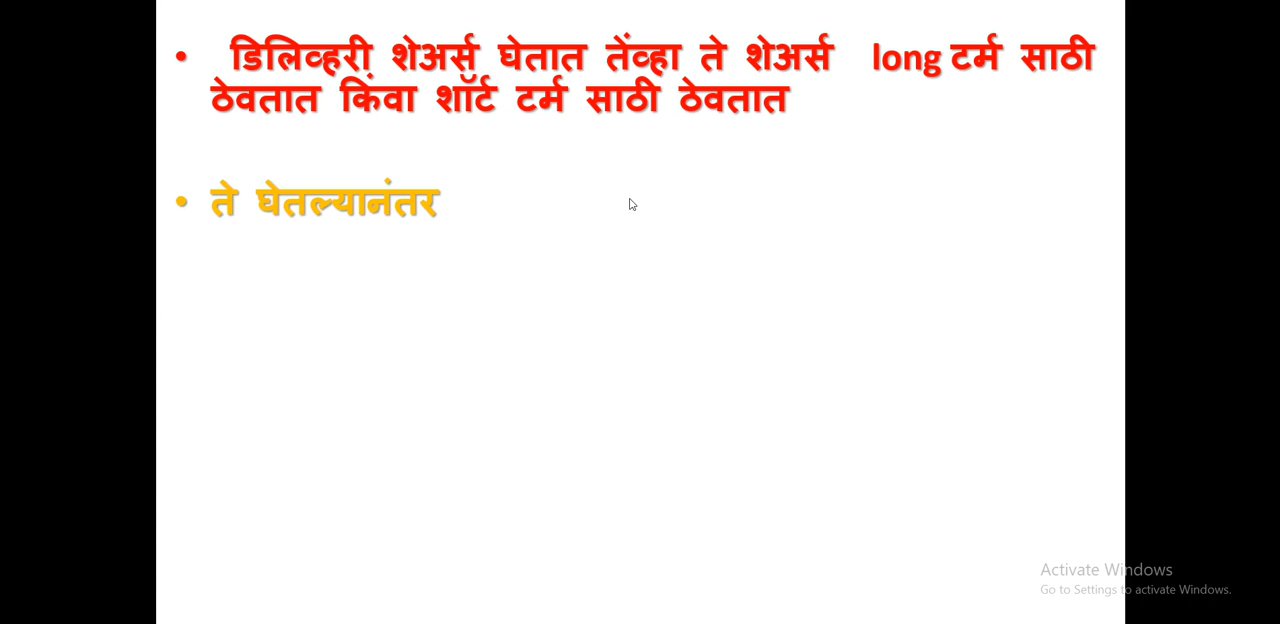 • डिलिव्हरी शेअर्स घेतात तेंव्हा ते शेअर्स long टर्म साठी
ठेवतात किंवा शॉर्ट टर्म साठी ठेवतात
• ते घेतल्यानंतर
Activate Windows
Go to Settings to activate Windows.